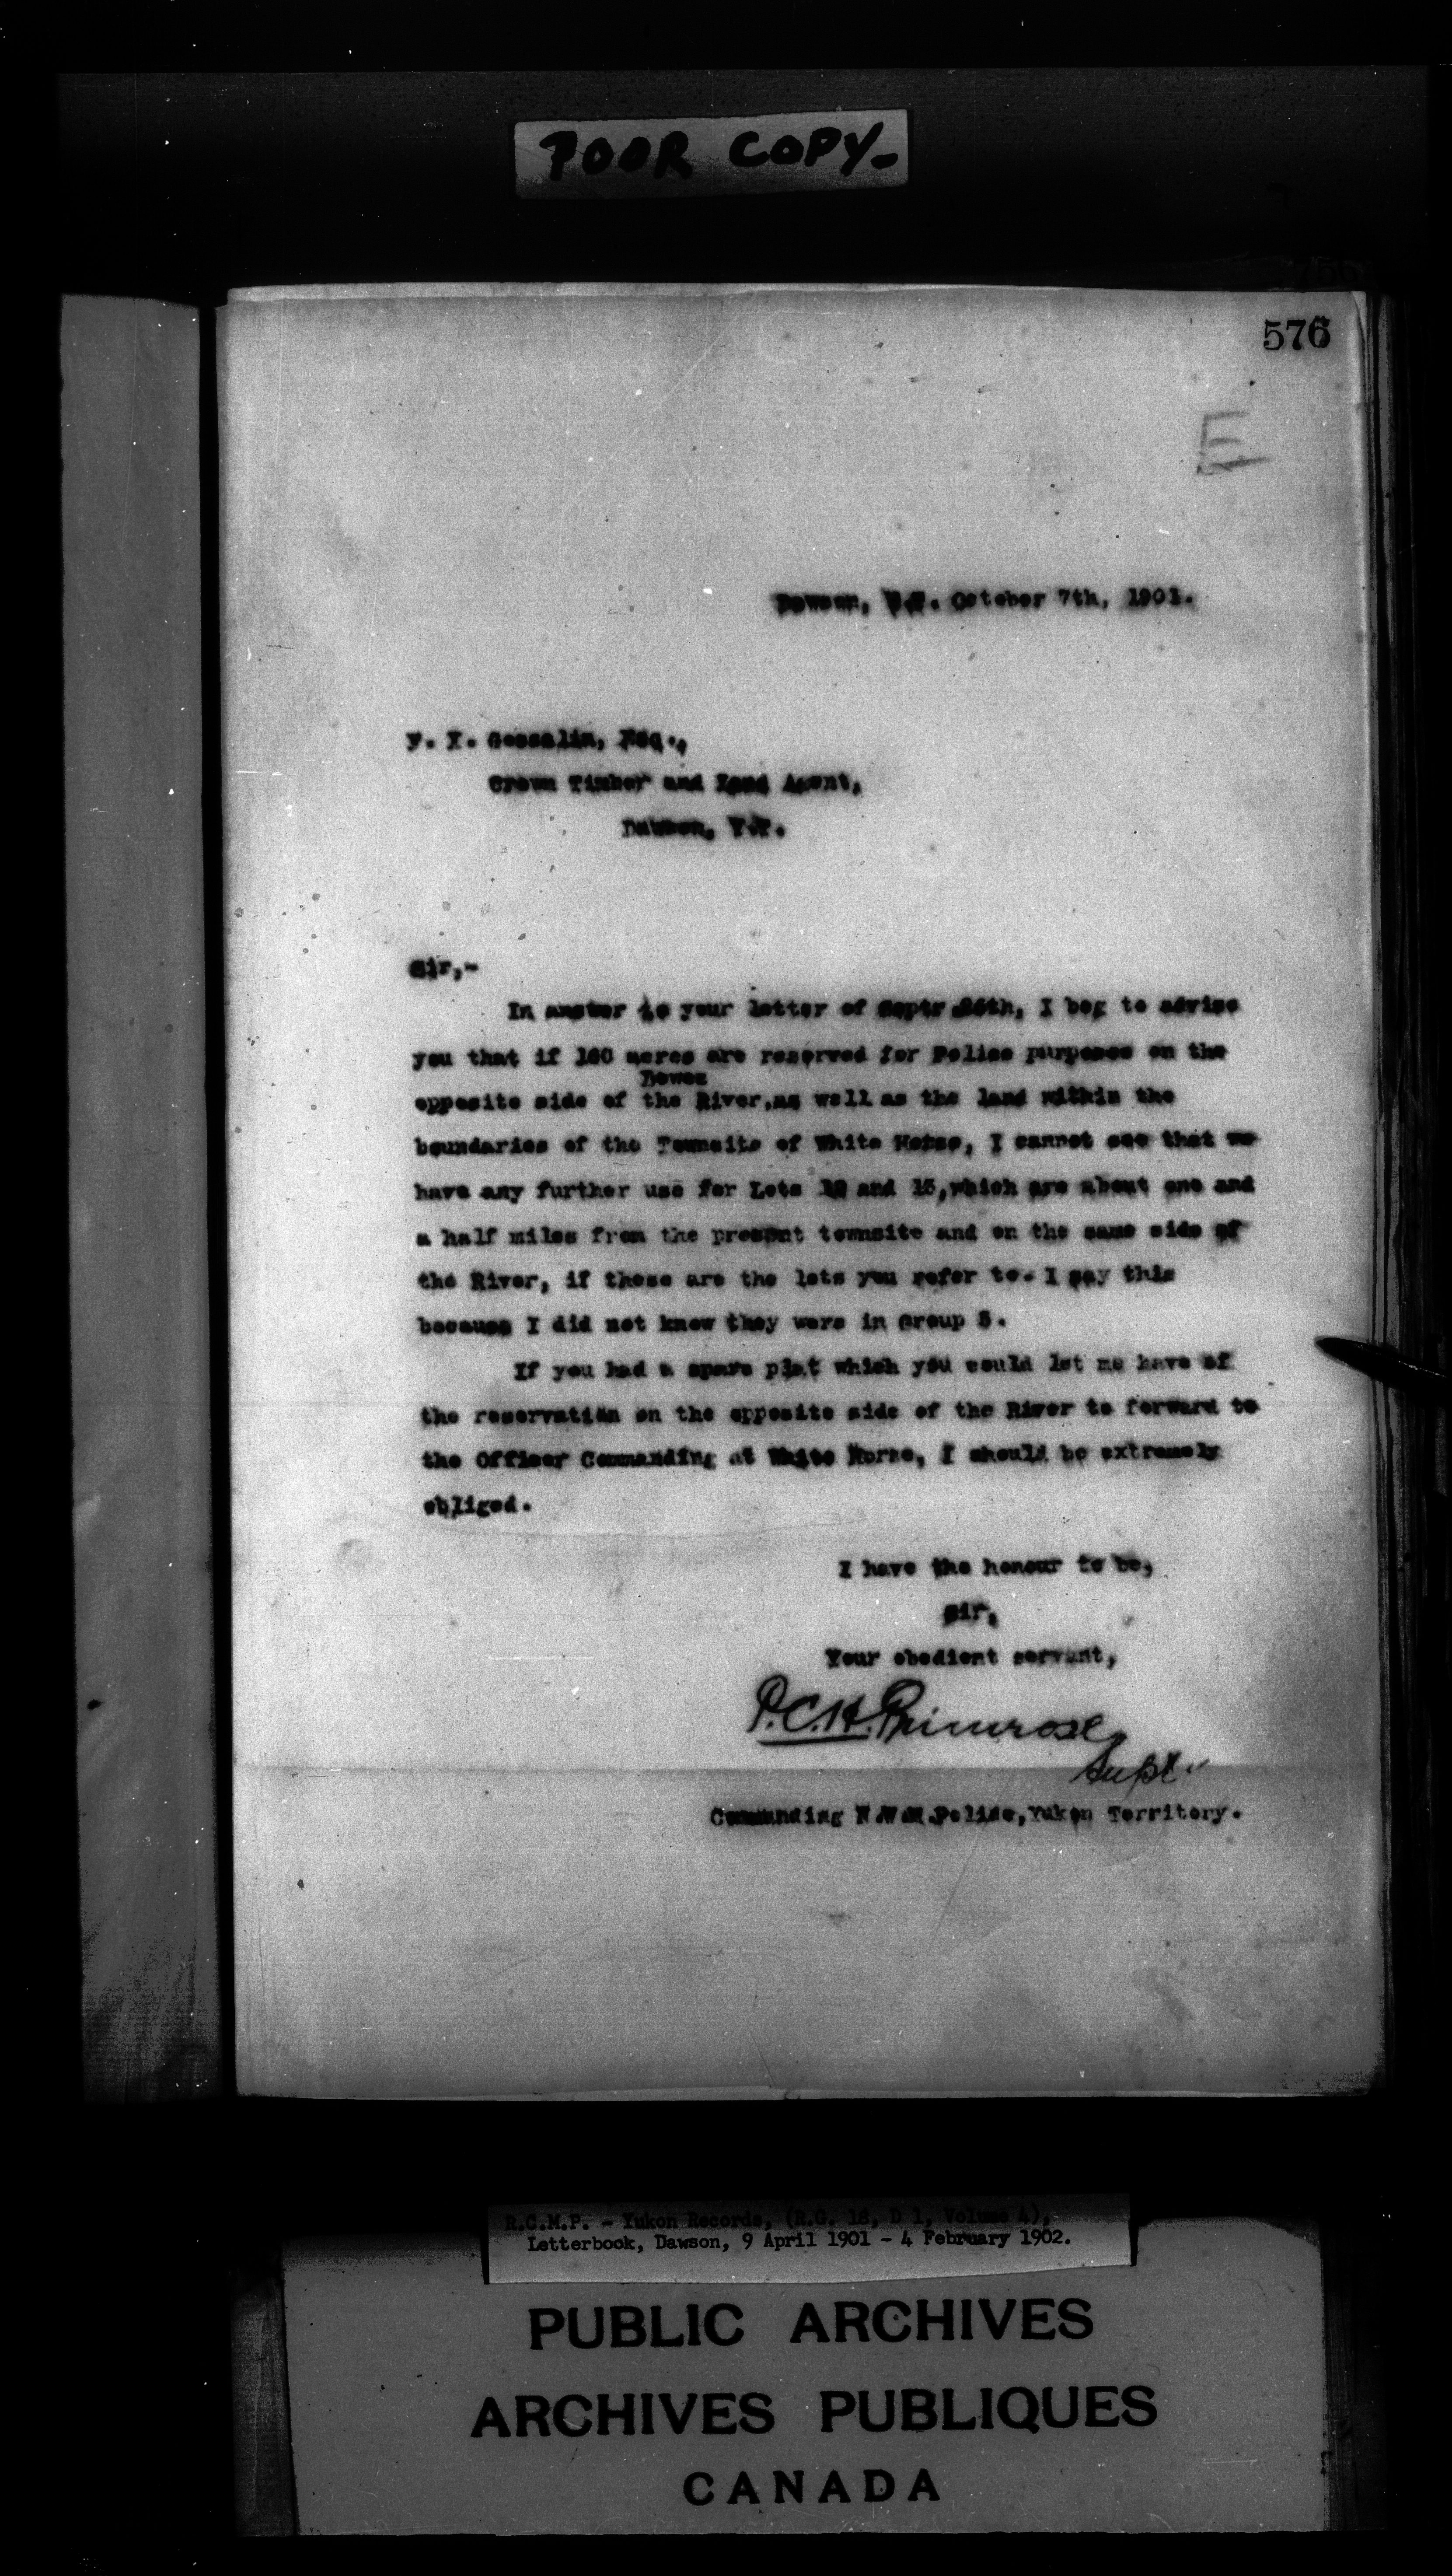 POOR COPY-
576
E
Dawson, Y.T. October 7th, 1901.
F. X. Gosselin, Esq.,
Crown Timber and Land Agent,
Dawson, Y.T.
Sir,-
In answer to your letter of Septr 26th, I beg to advise
you that if 160 acres are reserved for Police purposes on the
Lewes
opposite side of the River, as well as the land within the
boundaries of the Townsite of White Horse, I cannot see that we
have any further use for Lots and 15, which are about one and
a half miles from the present townsite and on the same side of
the River, if these are the lots you refer to. I say this
because I did not know they were in Group 5.
If you had a spare plat which you could let me have of
the reservation on the opposite side of the River to forward to
the Officer Commanding at White Horse, I should be extremely
obliged.
I have the honour to be,
Sir,
Your obedient servant,
P.C.H. Primrose
Supt.
Commanding N.W.M.Police, Yukon Territory.
R.C.M.P. - Yukon Records, (R.G. 18, D 1, Volume 4),
Letterbook, Dawson, 9 April 1901 - 4 February 1902.
PUBLIC ARCHIVES
ARCHIVES PUBLIQUES
CANADA